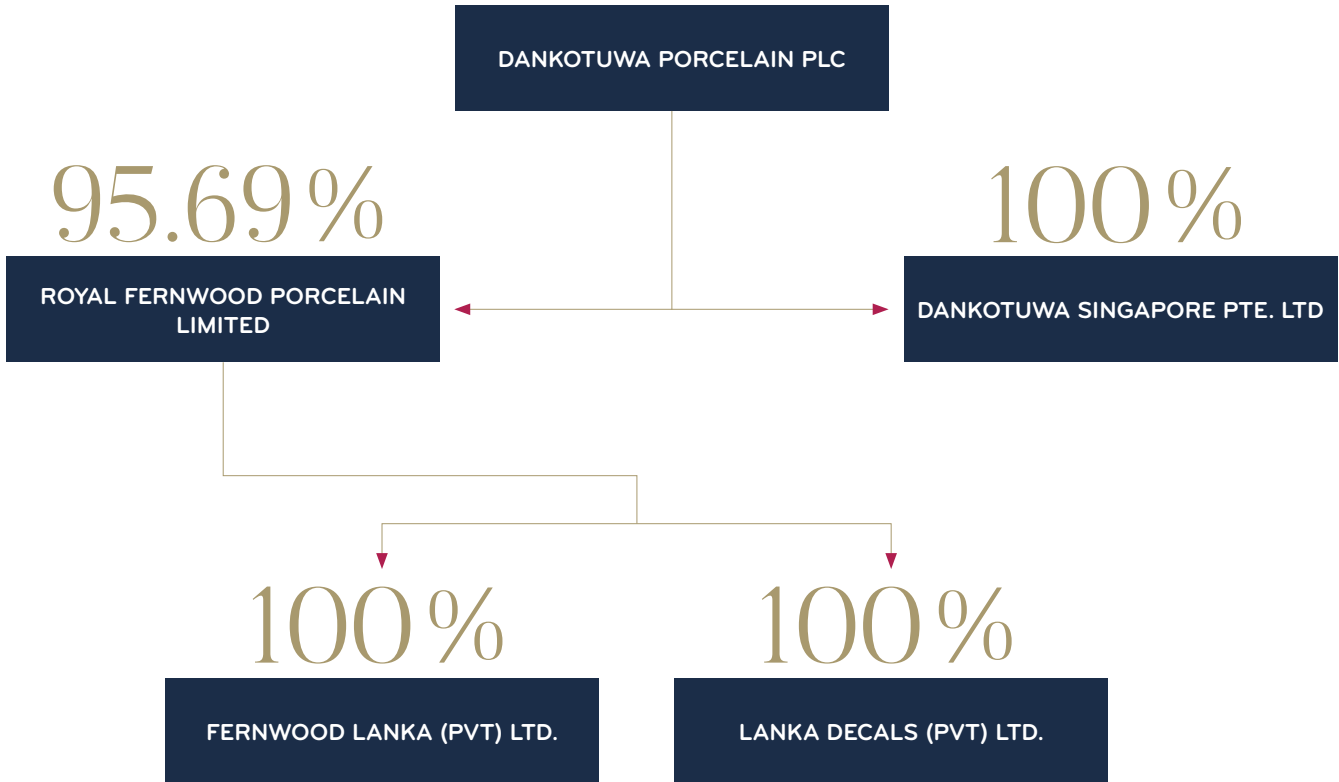 DANKOTUWA PORCELAIN PLC
95.69%
ROYAL FERNWOOD PORCELAIN
LIMITED
100%
DANKOTUWA SINGAPORE PTE. LTD
100%
FERNWOOD LANKA (PVT) LTD.
100%
LANKA DECALS (PVT) LTD.